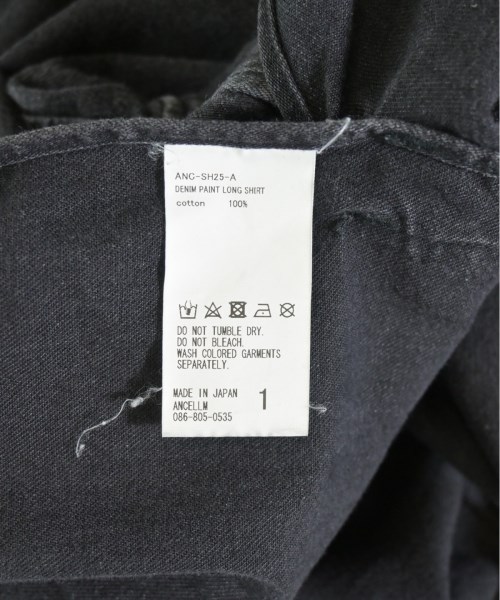 ANC-SH25-A
DENIM PAINT LONG SHIRT
cotton 100%
DO NOT TUMBLE DRY.
DO NOT BLEACH.
WASH COLORED GARMENTS
SEPARATELY.
MADE IN JAPAN
ANCELLM 1
086-805-0535